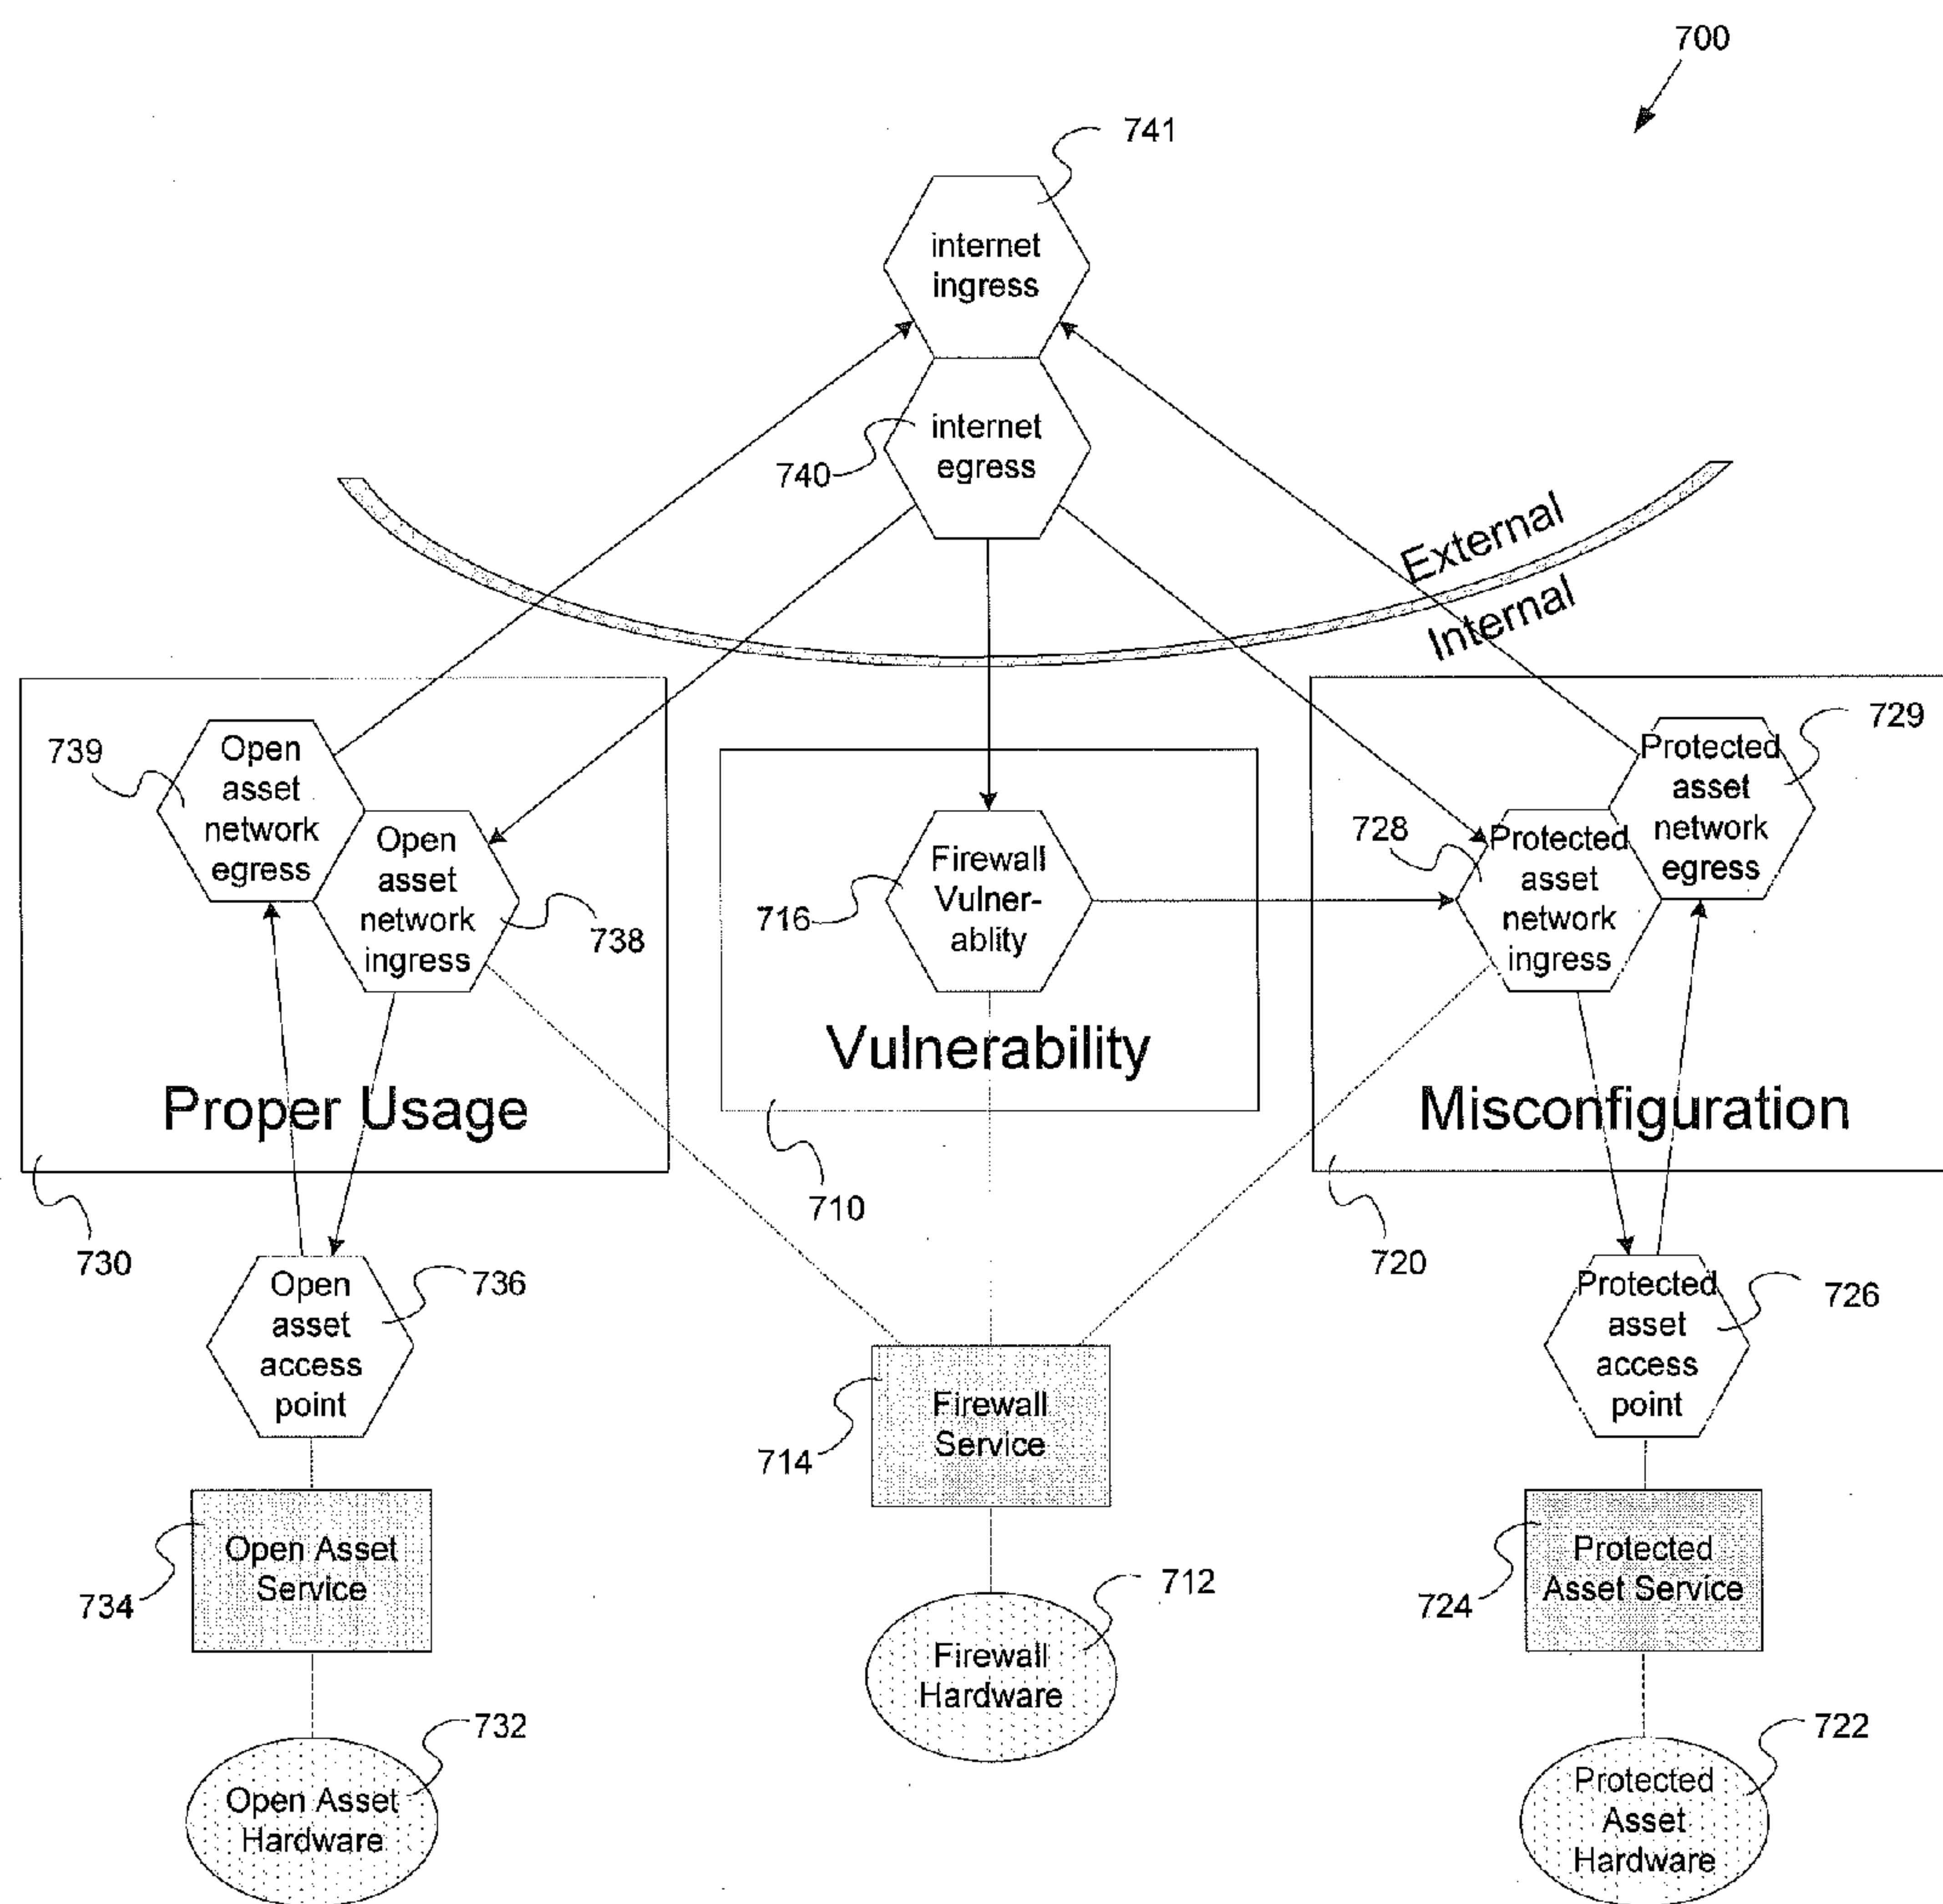 700
741
internet
ingress
740
internet
egress
External
Internal
739
Open
asset
network
egress
Open
asset
network
ingress
738
716
Firewall
Vulner-
ablity
728
Protected
asset
network
ingress
729
Protected
asset
network
egress
Proper Usage
Vulnerability
Misconfiguration
730
710
720
736
Open
asset
access
point
726
Protected
asset
access
point
714
Firewall
Service
734
Open Asset
Service
724
Protected
Asset Service
712
Firewall
Hardware
732
Open Asset
Hardware
722
Protected
Asset
Hardware